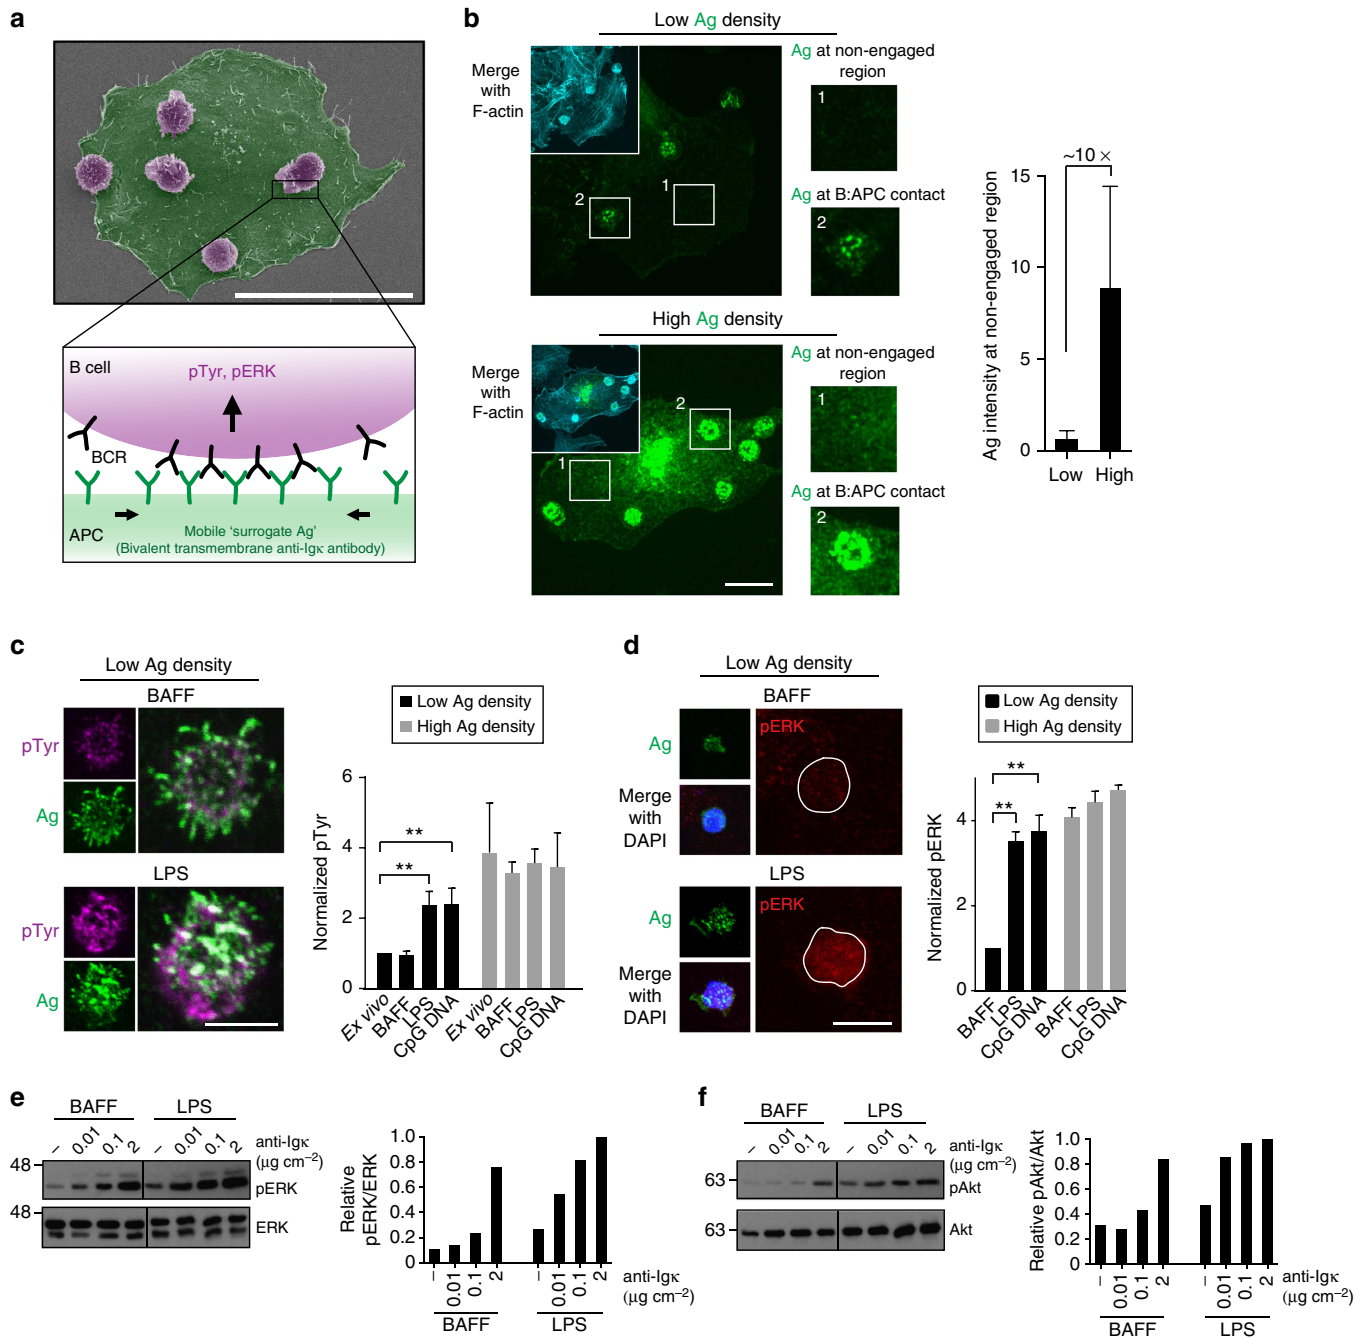 a
B cell
pTyr, pERK
BCR
APC
Mobile ‘surrogate Ag’
(Bivalent transmembrane anti-Igκ antibody)
b
Low Ag density
Merge
with
F-actin
1
2
Ag at non-engaged
region
1
Ag at B:APC contact
2
High Ag density
Merge
with
F-actin
2
1
Ag at non-engaged
region
1
Ag at B:APC contact
2
Ag intensity at non-engaged region
~10 ×
15
10
5
0
Low High
c
Low Ag density
BAFF
pTyr
Ag
LPS
pTyr
Ag
Low Ag density
High Ag density
Normalized pTyr
6
4
2
0
**
**
Ex vivo
BAFF
LPS
CpG DNA
Ex vivo
BAFF
LPS
CpG DNA
d
Low Ag density
BAFF
Ag
pERK
Merge
with
DAPI
LPS
Ag
pERK
Merge
with
DAPI
Low Ag density
High Ag density
Normalized pERK
4
2
0
**
**
BAFF
LPS
CpG DNA
BAFF
LPS
CpG DNA
e
BAFF LPS
– 0.01 0.1 2 – 0.01 0.1 2 anti-Igκ
(μg cm⁻²)
48
pERK
48
ERK
Relative
pERK/ERK
1.0
0.8
0.6
0.4
0.2
0
– 0.01 0.1 2 – 0.01 0.1 2 anti-Igκ
(μg cm⁻²)
BAFF LPS
f
BAFF LPS
– 0.01 0.1 2 – 0.01 0.1 2 anti-Igκ
(μg cm⁻²)
63
pAkt
63
Akt
Relative pAkt/Akt
1.0
0.8
0.6
0.4
0.2
0
– 0.01 0.1 2 – 0.01 0.1 2 anti-Igκ
(μg cm⁻²)
BAFF LPS